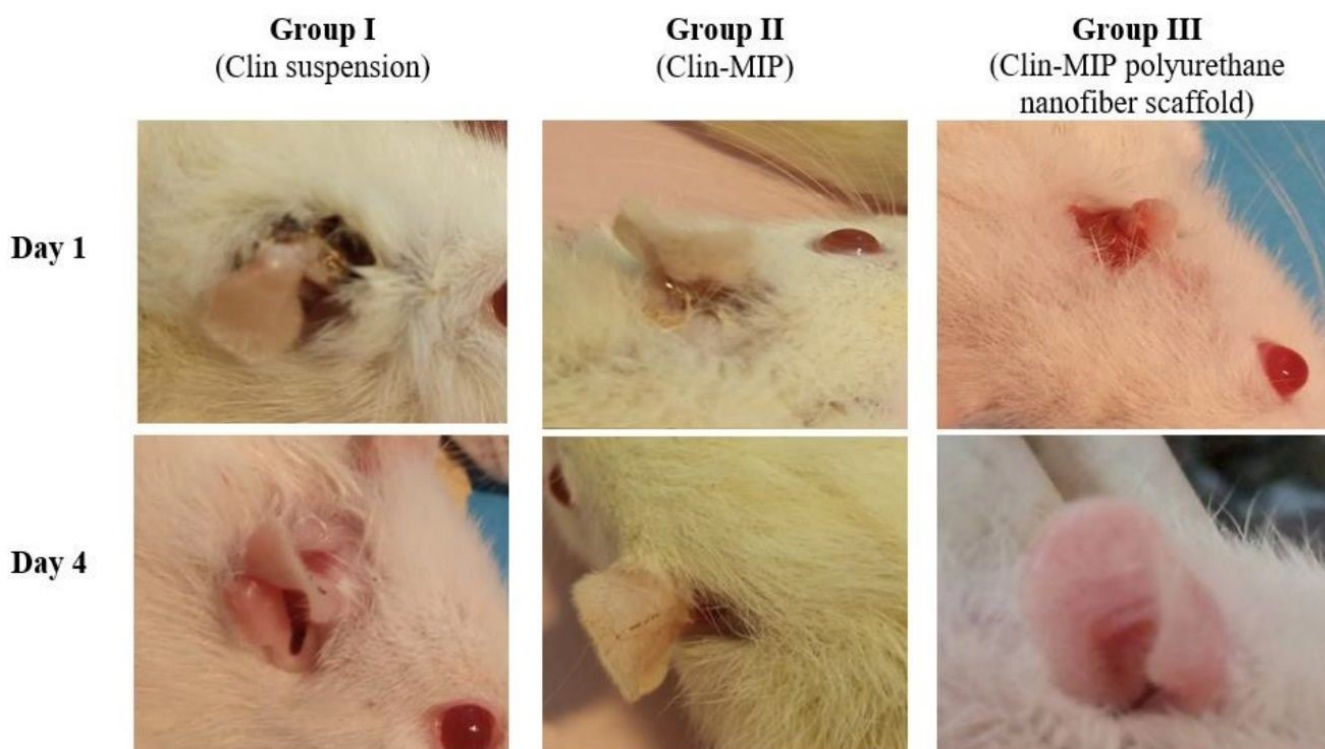 Group I
(Clin suspension)
Group II
(Clin-MIP)
Group III
(Clin-MIP polyurethane
nanofiber scaffold)
Day 1
Day 4